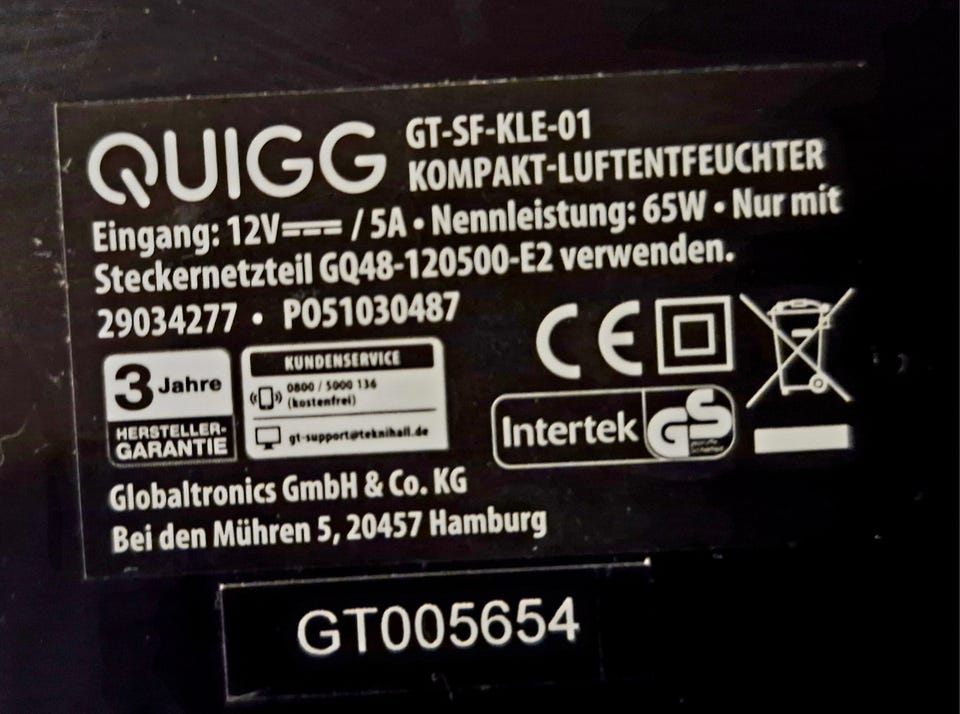 QUIGG
GT-SF-KLE-01
KOMPAKT-LUFTENTFEUCHTER
Eingang: 12V⎓ / 5A • Nennleistung: 65W • Nur mit
Steckernetzteil GQ48-120500-E2 verwenden.
29034277 • PO51030487
3 Jahre
HERSTELLER-
GARANTIE
KUNDENSERVICE
0800 / 5000 136
(kostenfrei)
gt-support@teknihall.de
CE
Intertek GS
Globaltronics GmbH & Co. KG
Bei den Mühren 5, 20457 Hamburg
GT005654